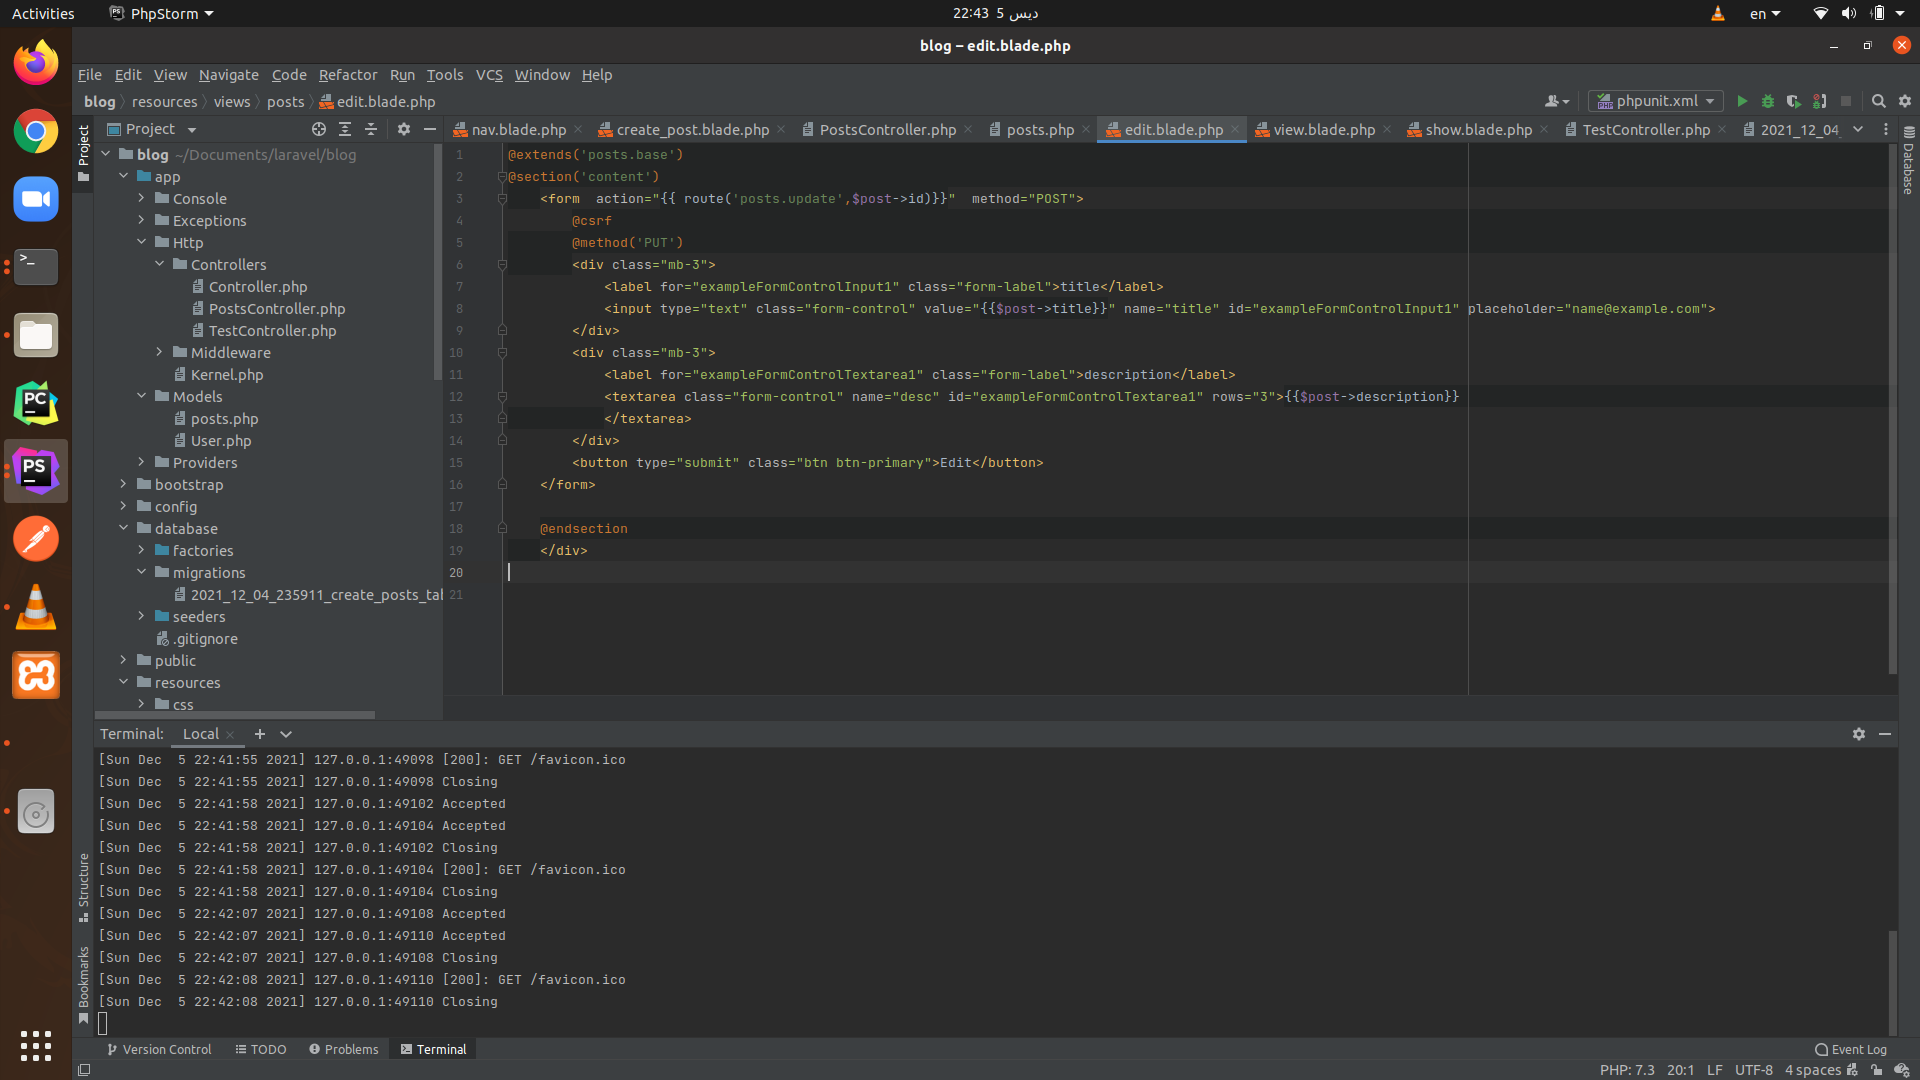 Activities
PhpStorm
22:43 5 ديس
en
blog – edit.blade.php
File Edit View Navigate Code Refactor Run Tools VCS Window Help
blog resources views posts edit.blade.php
phpunit.xml
Project
Project
nav.blade.php
create_post.blade.php
PostsController.php
posts.php
edit.blade.php
view.blade.php
show.blade.php
TestController.php
2021_12_04
Database
blog ~/Documents/laravel/blog
app
Console
Exceptions
Http
Controllers
Controller.php
PostsController.php
TestController.php
Middleware
Kernel.php
Models
posts.php
User.php
Providers
bootstrap
config
database
factories
migrations
2021_12_04_235911_create_posts_tal
seeders
.gitignore
public
resources
css
1 @extends('posts.base')
2 @section('content')
3 <form  action="{{ route('posts.update',$post->id)}}"  method="POST">
4 @csrf
5 @method('PUT')
6 <div class="mb-3">
7 <label for="exampleFormControlInput1" class="form-label">title</label>
8 <input type="text" class="form-control" value="{{$post->title}}" name="title" id="exampleFormControlInput1" placeholder="name@example.com">
9 </div>
10 <div class="mb-3">
11 <label for="exampleFormControlTextarea1" class="form-label">description</label>
12 <textarea class="form-control" name="desc" id="exampleFormControlTextarea1" rows="3">{{$post->description}}
13 </textarea>
14 </div>
15 <button type="submit" class="btn btn-primary">Edit</button>
16 </form>
17
18 @endsection
19 </div>
20
21
Terminal: Local
[Sun Dec  5 22:41:55 2021] 127.0.0.1:49098 [200]: GET /favicon.ico
[Sun Dec  5 22:41:55 2021] 127.0.0.1:49098 Closing
[Sun Dec  5 22:41:58 2021] 127.0.0.1:49102 Accepted
[Sun Dec  5 22:41:58 2021] 127.0.0.1:49104 Accepted
[Sun Dec  5 22:41:58 2021] 127.0.0.1:49102 Closing
[Sun Dec  5 22:41:58 2021] 127.0.0.1:49104 [200]: GET /favicon.ico
[Sun Dec  5 22:41:58 2021] 127.0.0.1:49104 Closing
[Sun Dec  5 22:42:07 2021] 127.0.0.1:49108 Accepted
[Sun Dec  5 22:42:07 2021] 127.0.0.1:49110 Accepted
[Sun Dec  5 22:42:07 2021] 127.0.0.1:49108 Closing
[Sun Dec  5 22:42:08 2021] 127.0.0.1:49110 [200]: GET /favicon.ico
[Sun Dec  5 22:42:08 2021] 127.0.0.1:49110 Closing
Structure
Bookmarks
Version Control
TODO
Problems
Terminal
Event Log
PHP: 7.3 20:1 LF UTF-8 4 spaces